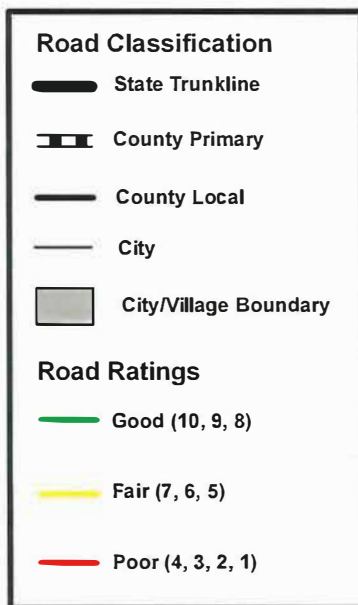 Road Classification
State Trunkline
County Primary
County Local
City
City/Village Boundary
Road Ratings
Good (10, 9, 8)
Fair (7, 6, 5)
Poor (4, 3, 2, 1)